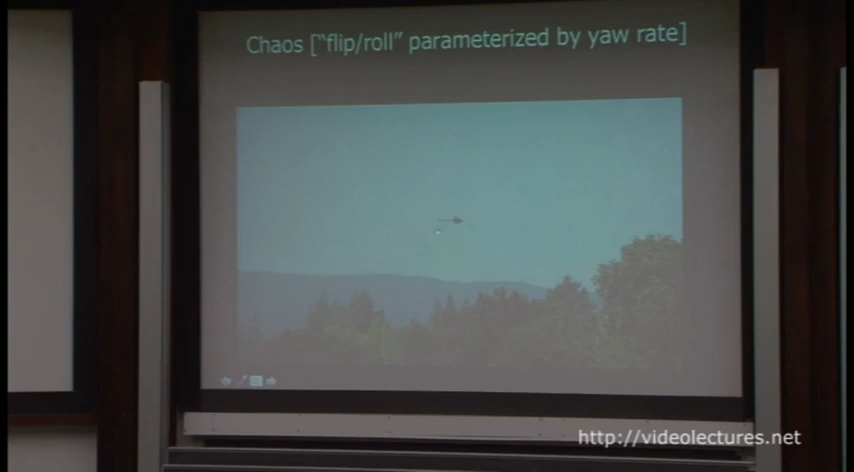 Chaos [“flip/roll” parameterized by yaw rate]
http://videolectures.net